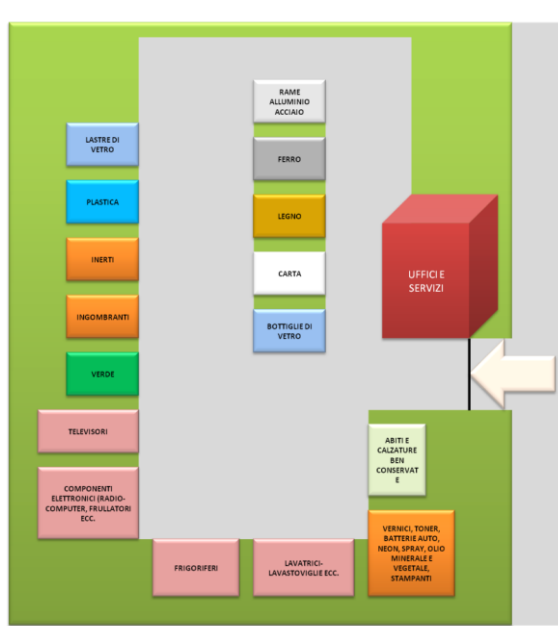 RAME
ALLUMINIO
ACCIAIO
LASTRE DI
VETRO
FERRO
PLASTICA
LEGNO
INERTI
CARTA
UFFICI E
SERVIZI
INGOMBRANTI
BOTTIGLIE DI
VETRO
VERDE
TELEVISORI
ABITI E
CALZATURE
BEN
CONSERVAT
E
COMPONENTI
ELETTRONICI (RADIO-
COMPUTER, FRULLATORI
ECC.
VERNICI, TONER,
BATTERIE AUTO,
NEON, SPRAY, OLIO
MINERALE E
VEGETALE,
STAMPANTI
FRIGORIFERI
LAVATRICI-
LAVASTOVIGLIE ECC.